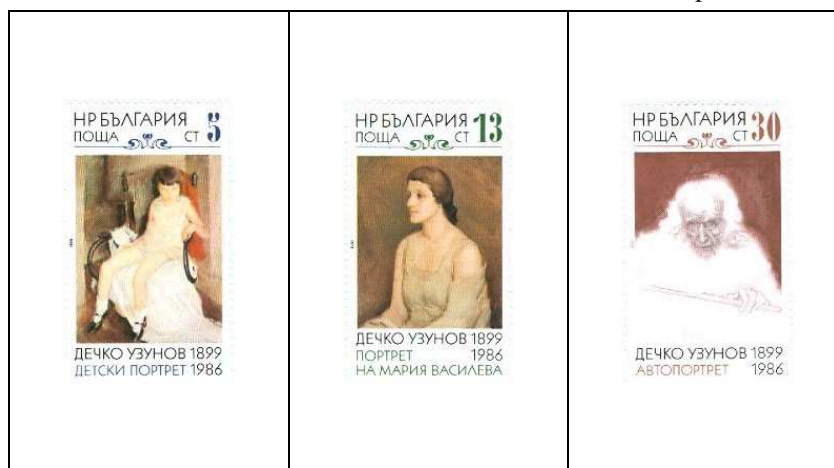 НР БЪЛГАРИЯ 5
ПОЩА СТ
ДЕЧКО УЗУНОВ 1899
ДЕТСКИ ПОРТРЕТ 1986
НР БЪЛГАРИЯ 13
ПОЩА СТ
ДЕЧКО УЗУНОВ 1899
ПОРТРЕТ 1986
НА МАРИЯ ВАСИЛЕВА
НР БЪЛГАРИЯ 30
ПОЩА СТ
ДЕЧКО УЗУНОВ 1899
АВТОПОРТРЕТ 1986